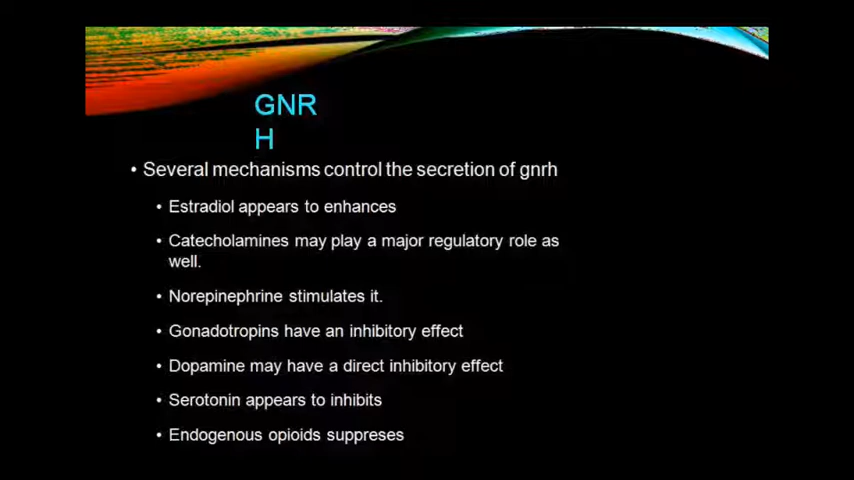 GNR
H
• Several mechanisms control the secretion of gnrh
• Estradiol appears to enhances
• Catecholamines may play a major regulatory role as
well.
• Norepinephrine stimulates it.
• Gonadotropins have an inhibitory effect
• Dopamine may have a direct inhibitory effect
• Serotonin appears to inhibits
• Endogenous opioids suppreses